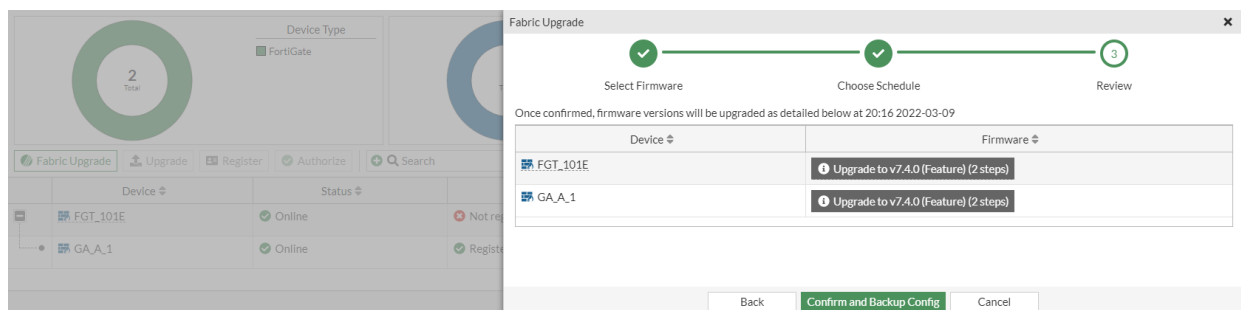 Device Type
FortiGate
2
Total
Fabric Upgrade
Upgrade
Register
Authorize
Search
Device
Status
FGT_101E
Online
Not reg
GA_A_1
Online
Registe
Fabric Upgrade
3
Select Firmware
Choose Schedule
Review
Once confirmed, firmware versions will be upgraded as detailed below at 20:16 2022-03-09
Device
Firmware
FGT_101E
Upgrade to v7.4.0 (Feature) (2 steps)
GA_A_1
Upgrade to v7.4.0 (Feature) (2 steps)
Back
Confirm and Backup Config
Cancel